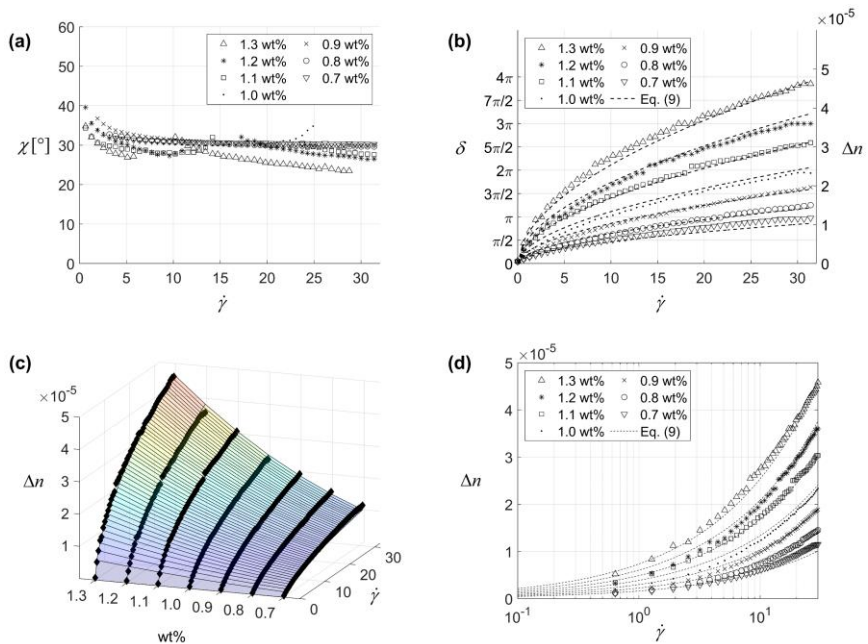 (a)
60
50
40
χ[°]
30
20
10
0
0 5 10 15 20 25 30
γ̇
1.3 wt% 0.9 wt%
1.2 wt% 0.8 wt%
1.1 wt% 0.7 wt%
1.0 wt%
(b)
×10⁻⁵
4π
7π/2
3π
5π/2
δ
2π
3π/2
π
π/2
0 5 10 15 20 25 30
γ̇
6
5
4
3
Δn
2
1
0
1.3 wt% 0.9 wt%
1.2 wt% 0.8 wt%
1.1 wt% 0.7 wt%
1.0 wt% Eq. (9)
(c)
×10⁻⁵
5
4
3
Δn
2
1
1.3 1.2 1.1 1.0 0.9 0.8 0.7
wt%
0 10 20 30
γ̇
(d)
×10⁻⁵
5
4
3
Δn
2
1
0
10⁻¹ 10⁰ 10¹
γ̇
1.3 wt% 0.9 wt%
1.2 wt% 0.8 wt%
1.1 wt% 0.7 wt%
1.0 wt% Eq. (9)